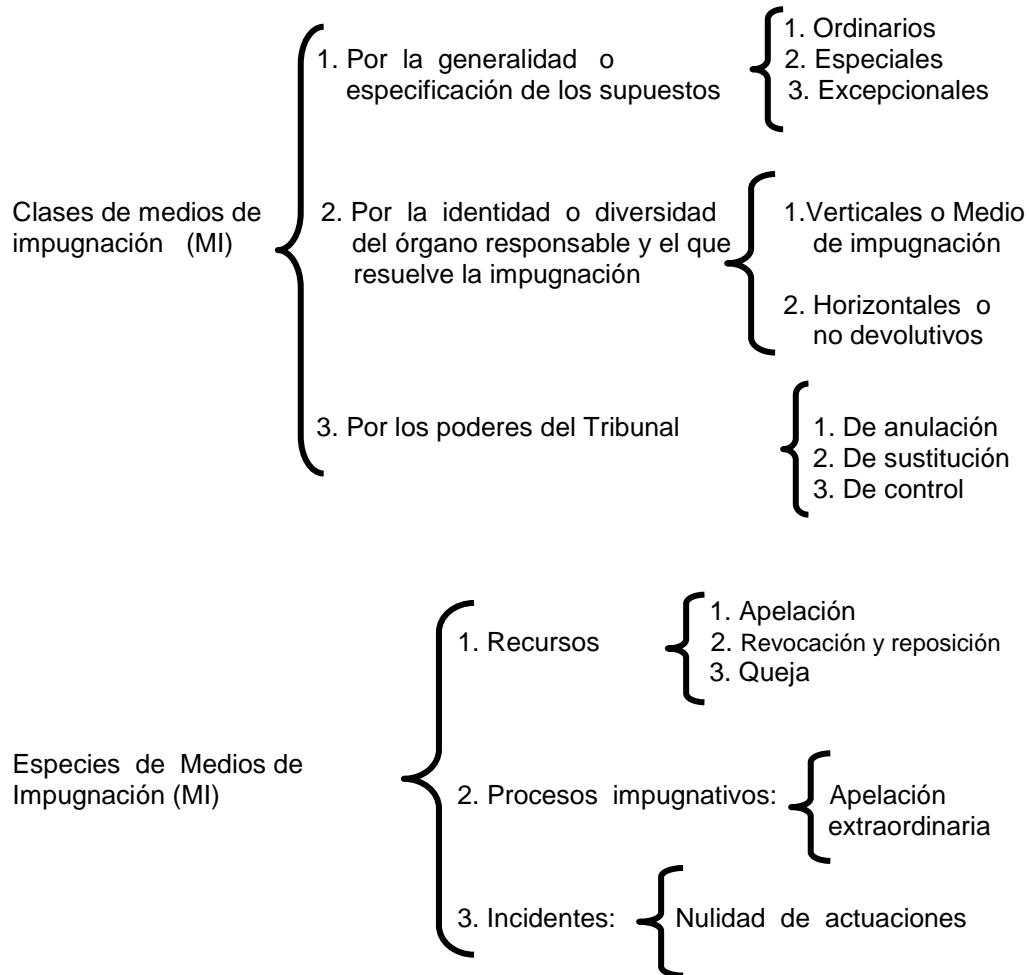 Clases de medios de
impugnación (MI)
1. Por la generalidad o
especificación de los supuestos
1. Ordinarios
2. Especiales
3. Excepcionales
2. Por la identidad o diversidad
del órgano responsable y el que
resuelve la impugnación
1.Verticales o Medio
de impugnación
2. Horizontales o
no devolutivos
3. Por los poderes del Tribunal
1. De anulación
2. De sustitución
3. De control
Especies de Medios de
Impugnación (MI)
1. Recursos
1. Apelación
2. Revocación y reposición
3. Queja
2. Procesos impugnativos:
Apelación
extraordinaria
3. Incidentes:
Nulidad de actuaciones